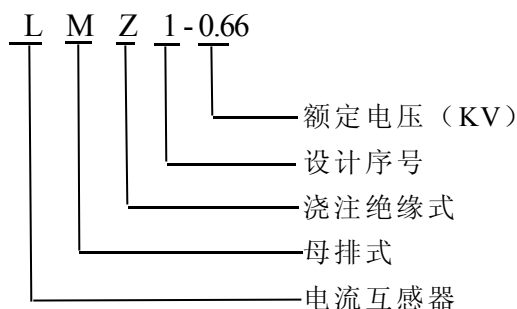 L M Z 1-0.66
额定电压（KV）
设计序号
浇注绝缘式
母排式
电流互感器